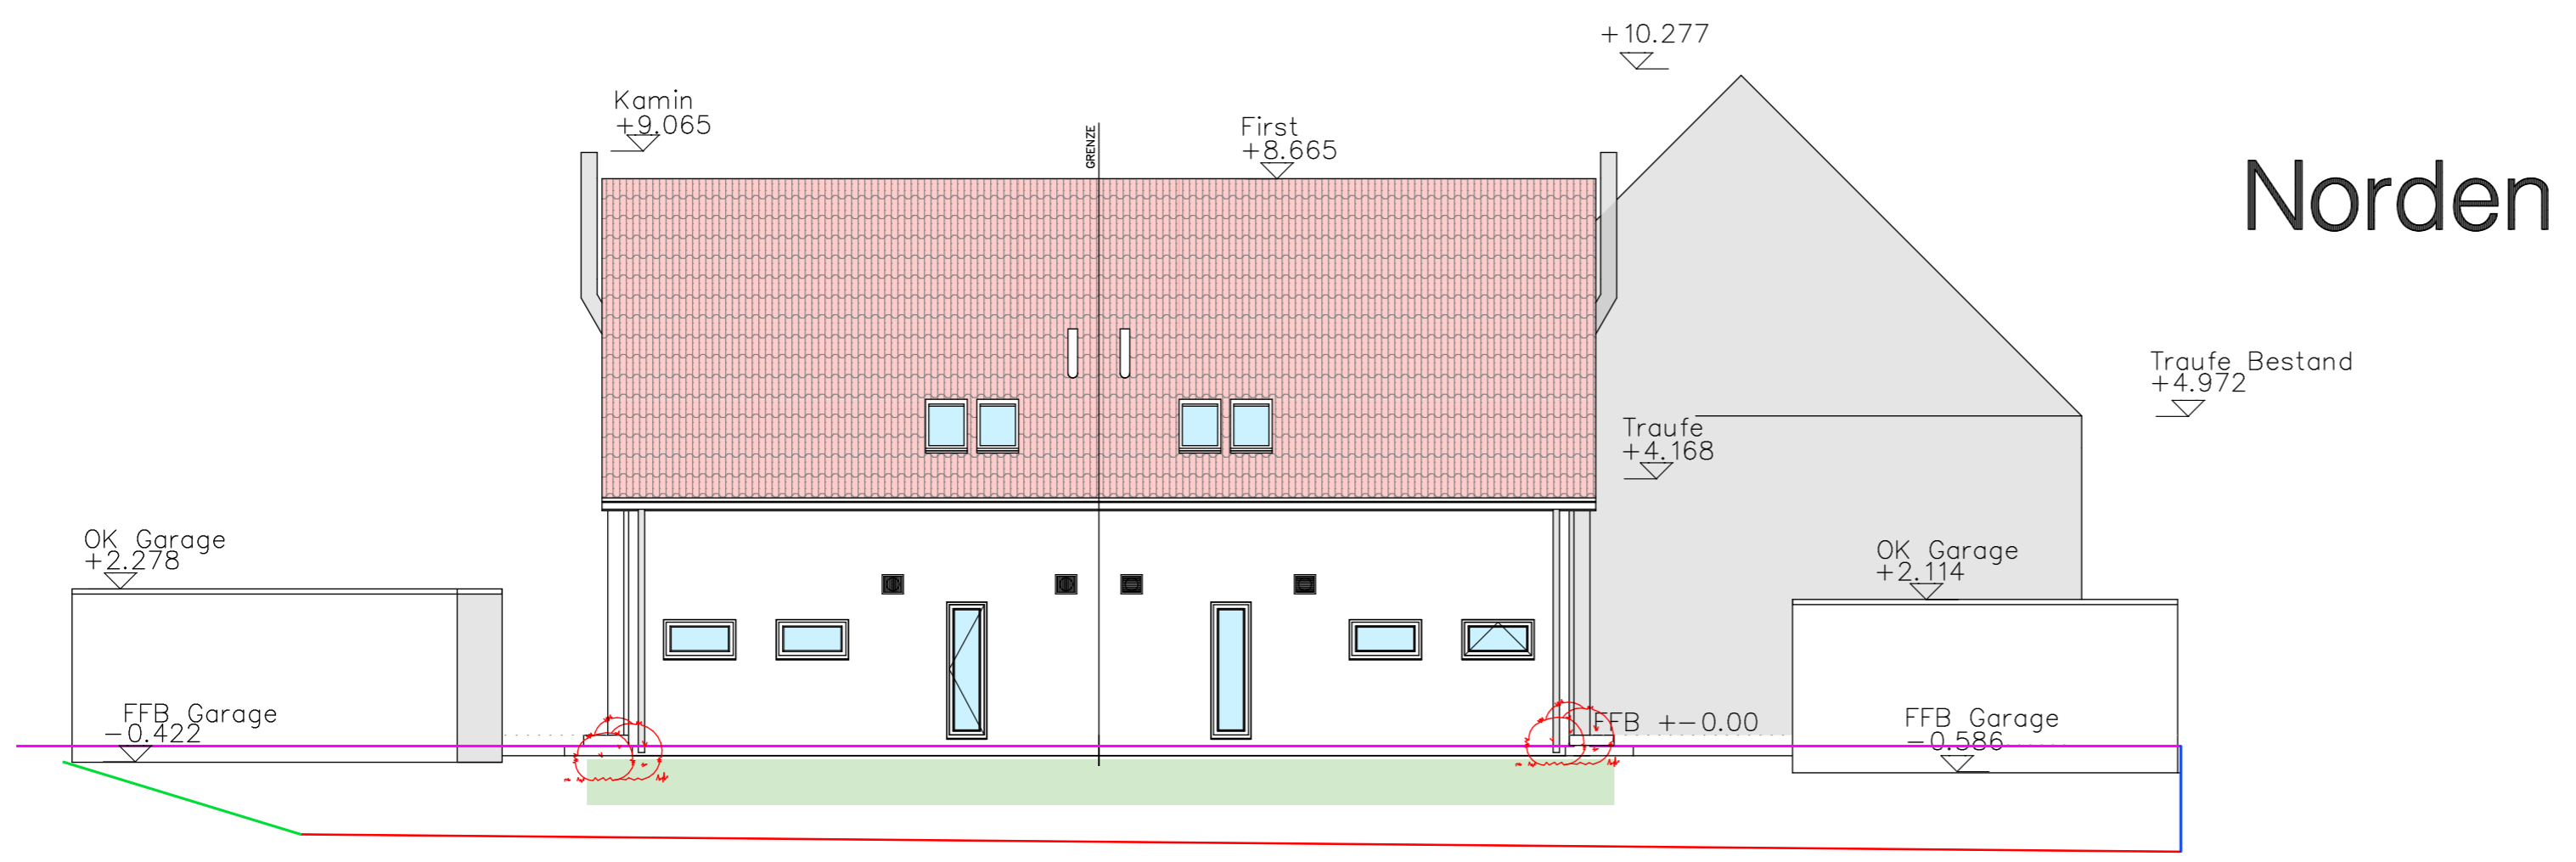 +10.277
Kamin
+9.065
GRENZE
First
+8.665
Norden
Traufe Bestand
+4.972
Traufe
+4.168
OK Garage
+2.278
OK Garage
+2.114
FFB Garage
-0.422
FFB +-0.00
FFB Garage
-0.586